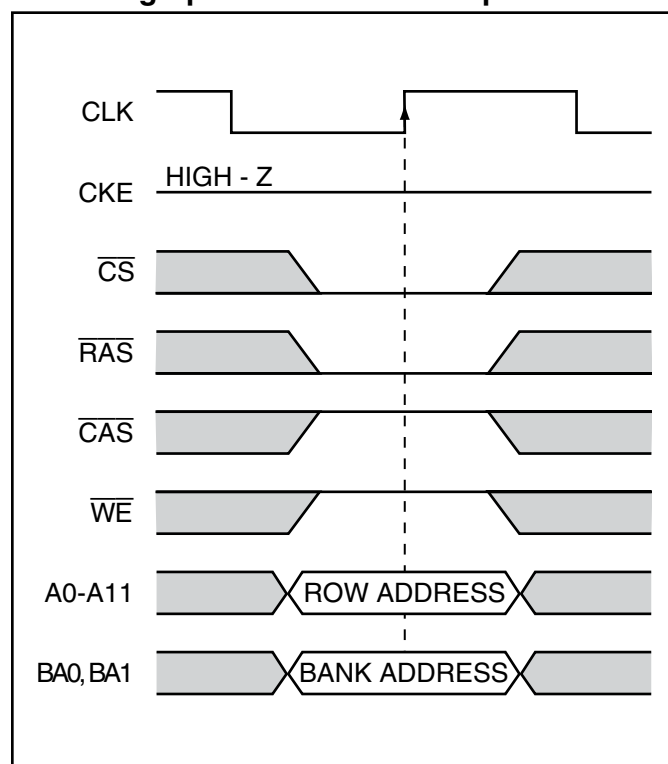 CLK
CKE HIGH - Z
CS
RAS
CAS
WE
A0-A11 ROW ADDRESS
BA0, BA1 BANK ADDRESS